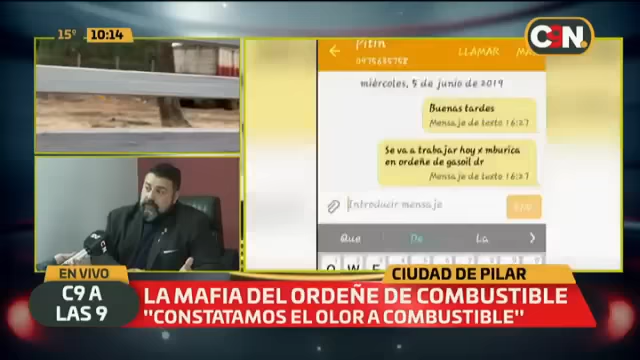 15°
10:14
C9N.
Pitin
0975635758
LLAMAR
miércoles, 5 de junio de 2019
Buenas tardes
Mensaje de texto 16:27
Se va a trabajar hoy x mburica
en ordeñe de gasoil dr
Mensaje de texto 16:27
Introducir mensaje
Que
De
La
EN VIVO
C9 A
LAS 9
CIUDAD DE PILAR
LA MAFIA DEL ORDEÑE DE COMBUSTIBLE
"CONSTATAMOS EL OLOR A COMBUSTIBLE"